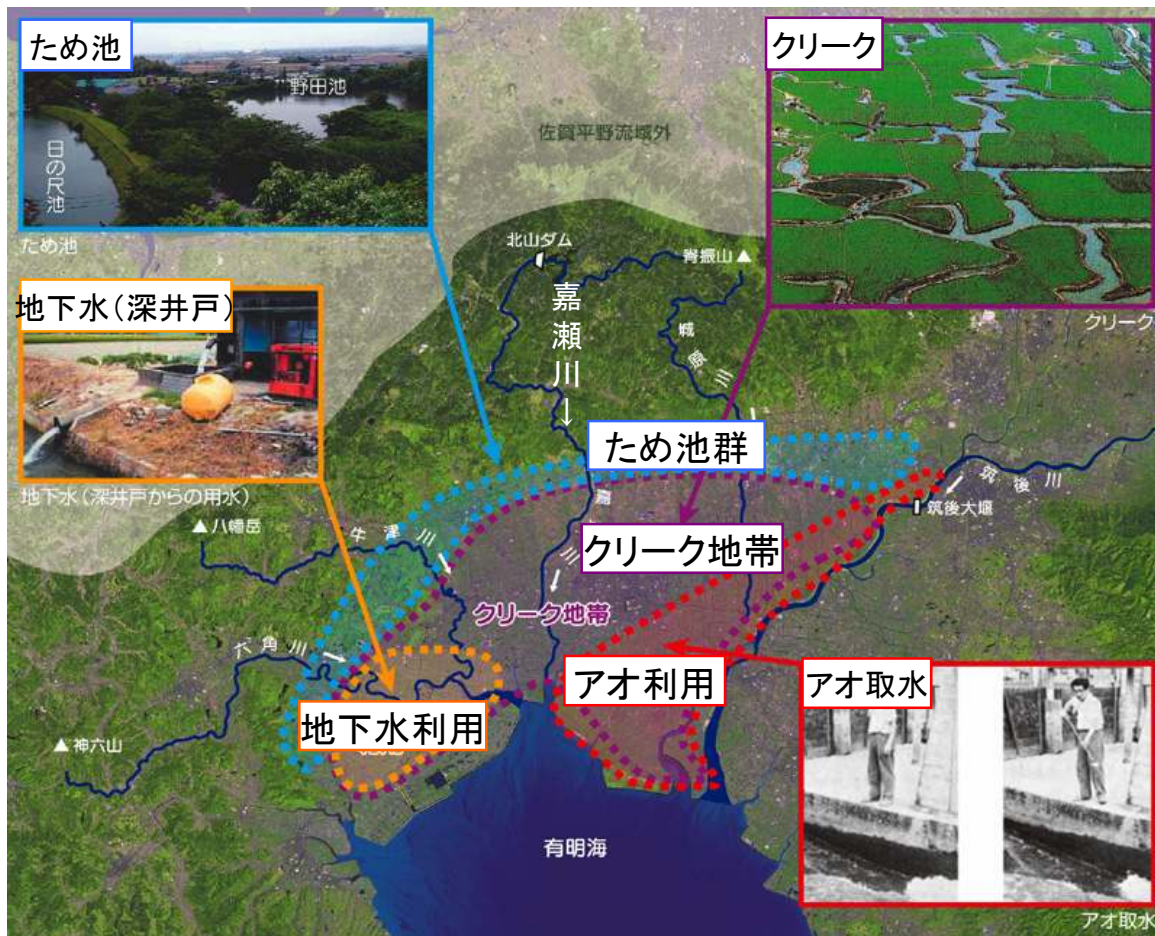 ため池
野田池
日の尺池
ため池
クリーク
クリーク
佐賀平野流域外
北山ダム
脊振山▲
嘉瀬川→
城原川
地下水(深井戸)
地下水(深井戸からの用水)
ため池群
筑後川
筑後大堰
▲八幡岳
牛津川
嘉
川
クリーク地帯
クリーク地帯
六角川
アオ利用
アオ取水
地下水利用
▲神六山
有明海
アオ取水